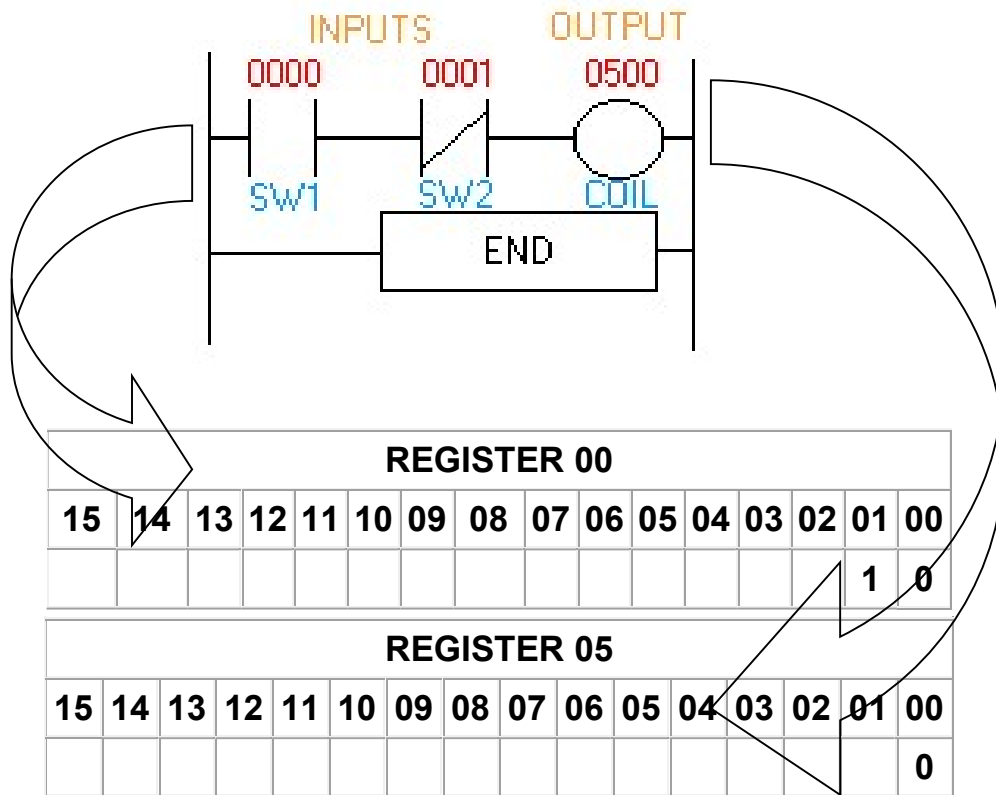 INPUTS OUTPUT
0000 0001 0500
SW1 SW2 COIL
END
REGISTER 00
15 14 13 12 11 10 09 08 07 06 05 04 03 02 01 00
1 0
REGISTER 05
15 14 13 12 11 10 09 08 07 06 05 04 03 02 01 00
0